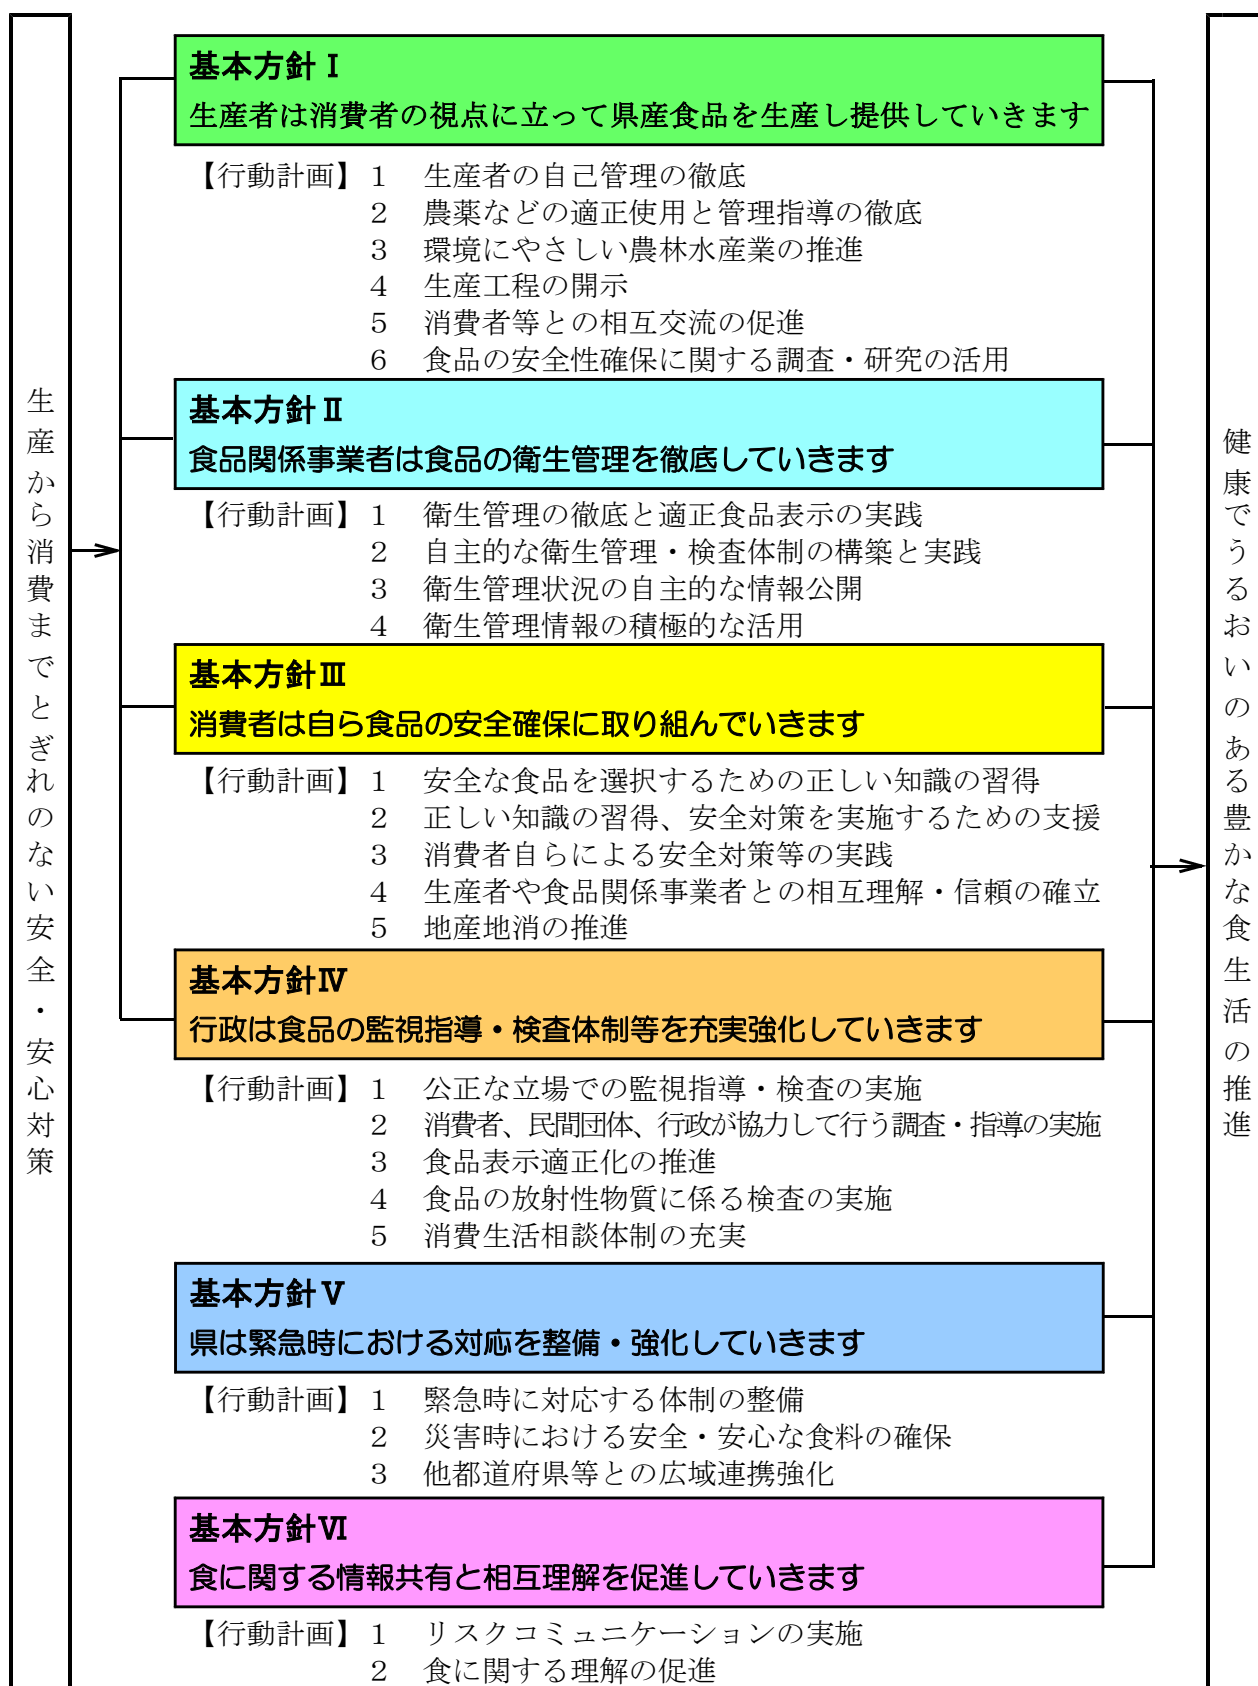 生産から消費までとぎれのない安全・安心対策
基本方針Ⅰ
生産者は消費者の視点に立って県産食品を生産し提供していきます
【行動計画】１　生産者の自己管理の徹底
２　農薬などの適正使用と管理指導の徹底
３　環境にやさしい農林水産業の推進
４　生産工程の開示
５　消費者等との相互交流の促進
６　食品の安全性確保に関する調査・研究の活用
基本方針Ⅱ
食品関係事業者は食品の衛生管理を徹底していきます
【行動計画】１　衛生管理の徹底と適正食品表示の実践
２　自主的な衛生管理・検査体制の構築と実践
３　衛生管理状況の自主的な情報公開
４　衛生管理情報の積極的な活用
基本方針Ⅲ
消費者は自ら食品の安全確保に取り組んでいきます
【行動計画】１　安全な食品を選択するための正しい知識の習得
２　正しい知識の習得、安全対策を実施するための支援
３　消費者自らによる安全対策等の実践
４　生産者や食品関係事業者との相互理解・信頼の確立
５　地産地消の推進
基本方針Ⅳ
行政は食品の監視指導・検査体制等を充実強化していきます
【行動計画】１　公正な立場での監視指導・検査の実施
２　消費者、民間団体、行政が協力して行う調査・指導の実施
３　食品表示適正化の推進
４　食品の放射性物質に係る検査の実施
５　消費生活相談体制の充実
基本方針Ⅴ
県は緊急時における対応を整備・強化していきます
【行動計画】１　緊急時に対応する体制の整備
２　災害時における安全・安心な食料の確保
３　他都道府県等との広域連携強化
基本方針Ⅵ
食に関する情報共有と相互理解を促進していきます
【行動計画】１　リスクコミュニケーションの実施
２　食に関する理解の促進
健康でうるおいのある豊かな食生活の推進